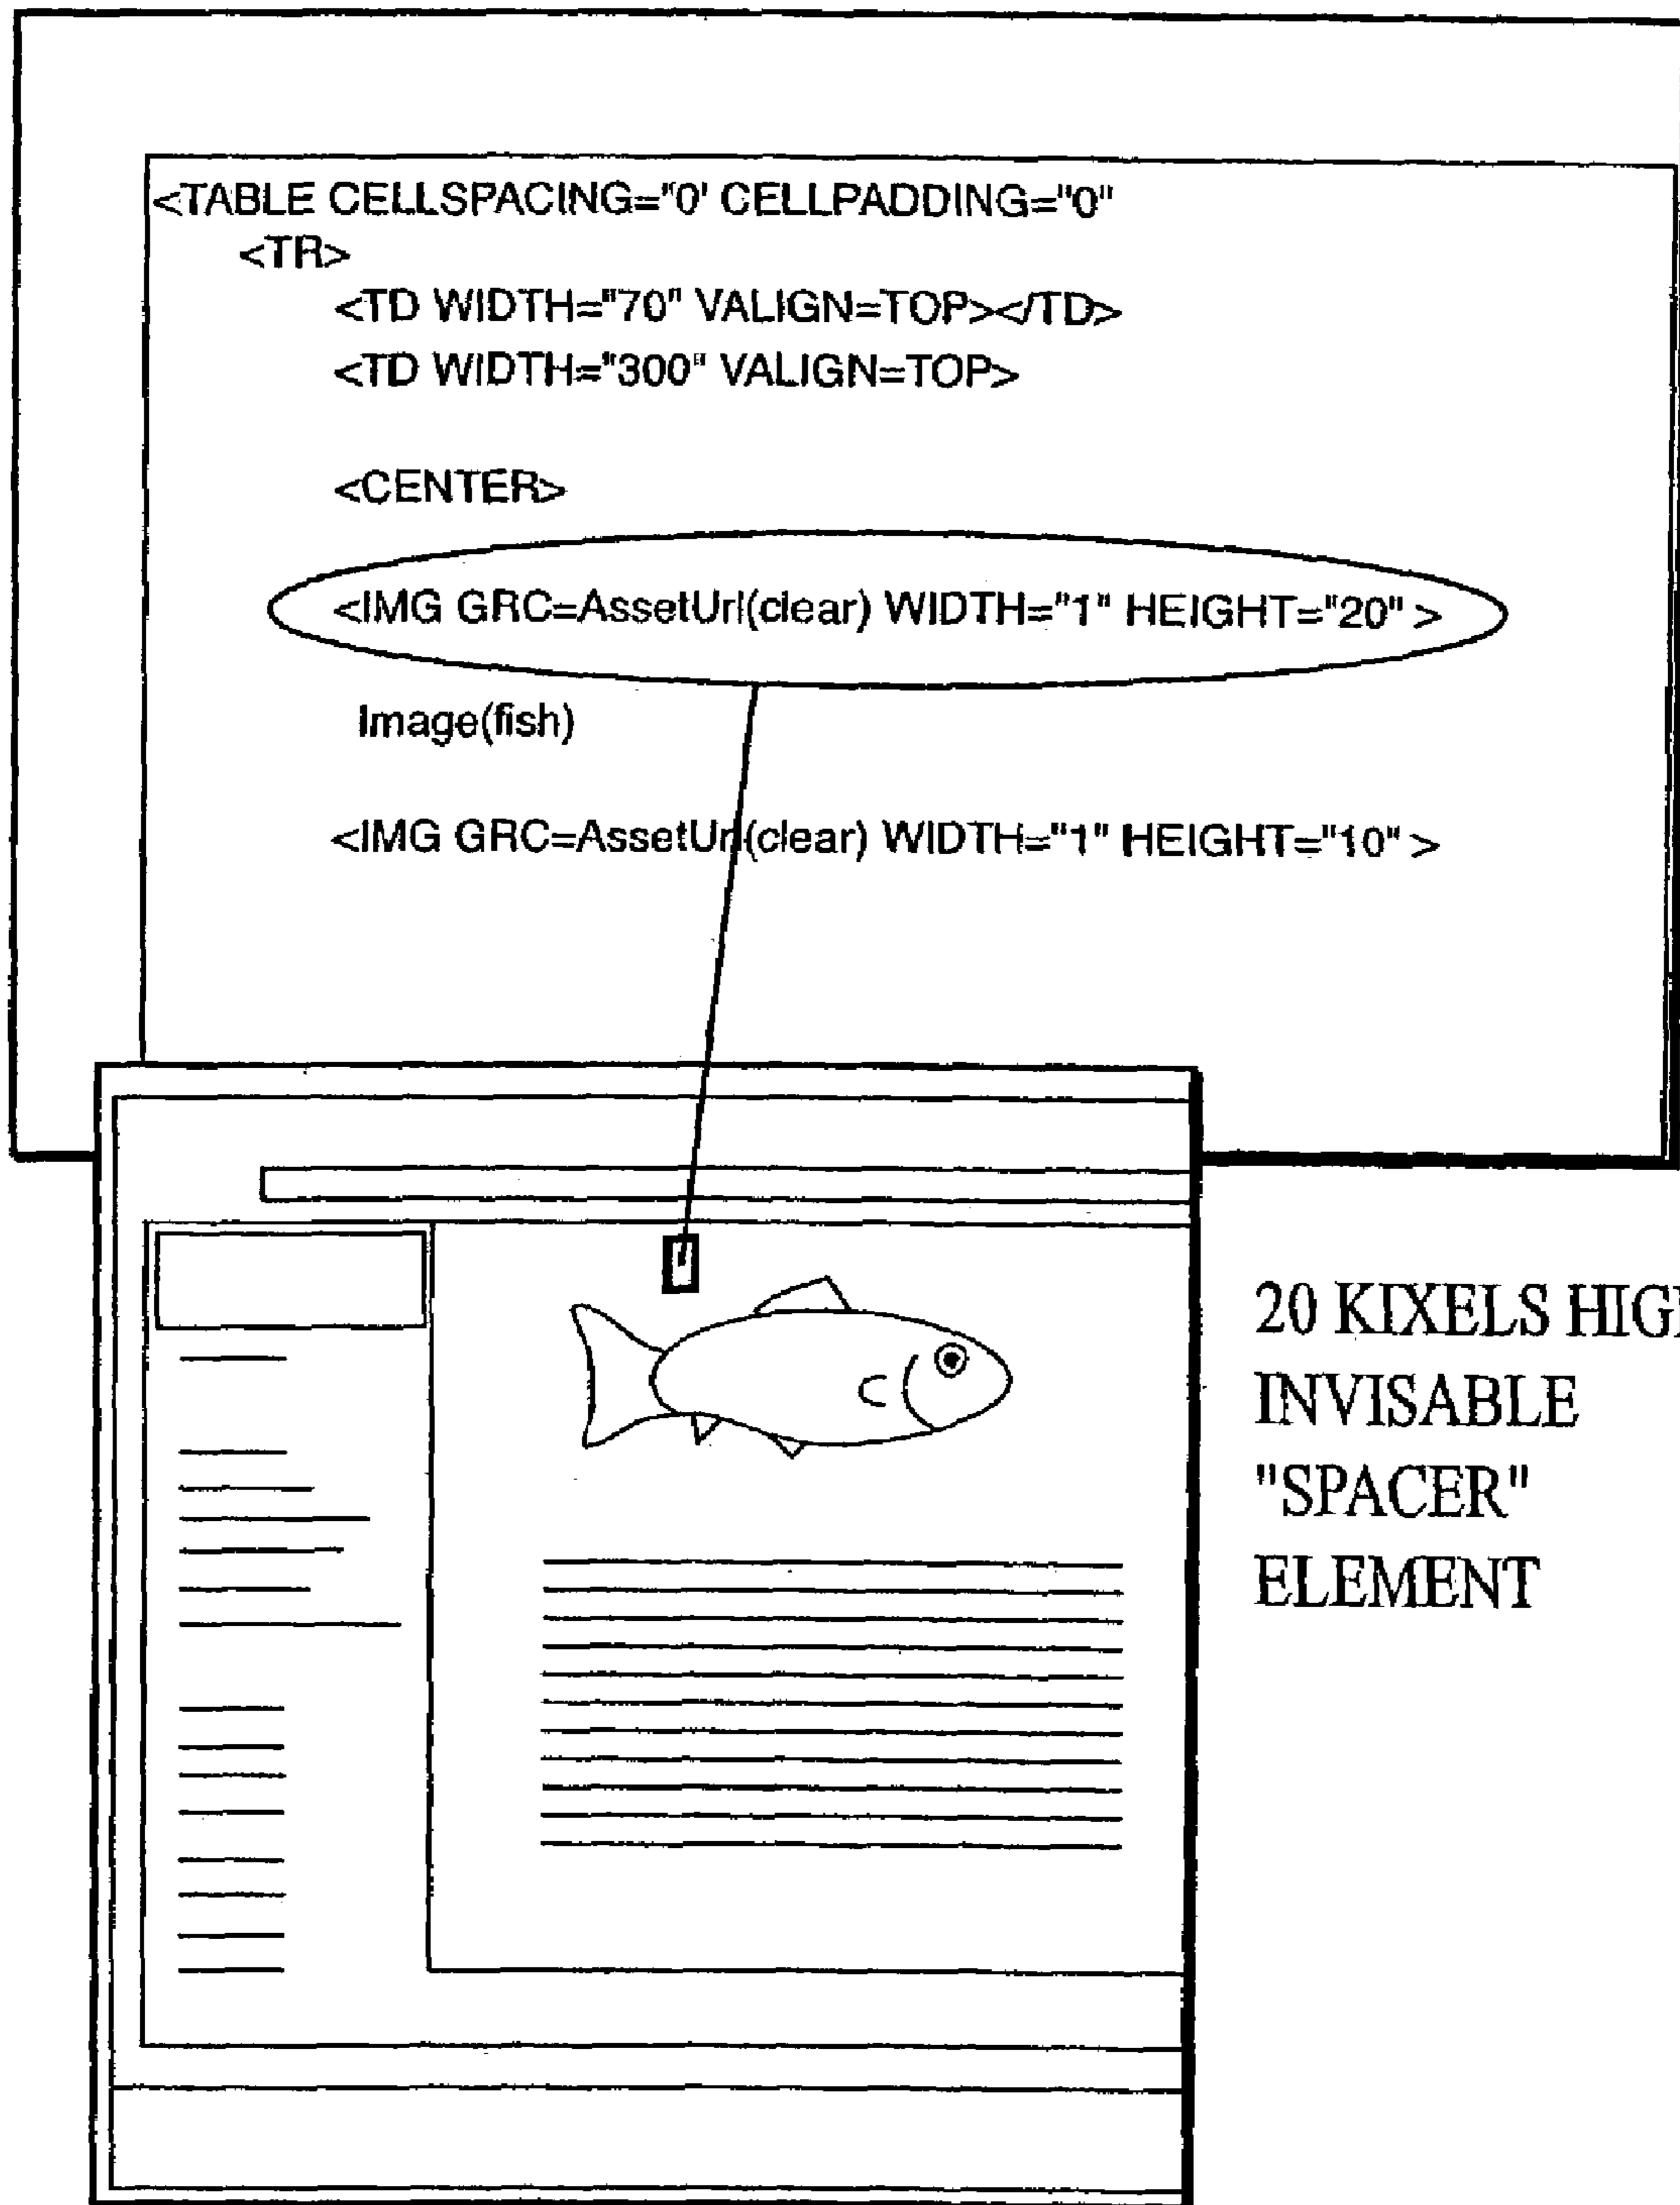 <TABLE CELLSPACING="0' CELLPADDING="0"
<TR>
<TD WIDTH="70" VALIGN=TOP></TD>
<TD WIDTH="300" VALIGN=TOP>
<CENTER>
<IMG GRC=AssetUrl(clear) WIDTH="1" HEIGHT="20" >
Image(fish)
<IMG GRC=AssetUrl(clear) WIDTH="1" HEIGHT="10" >
20 KIXELS HIGH
INVISABLE
"SPACER"
ELEMENT